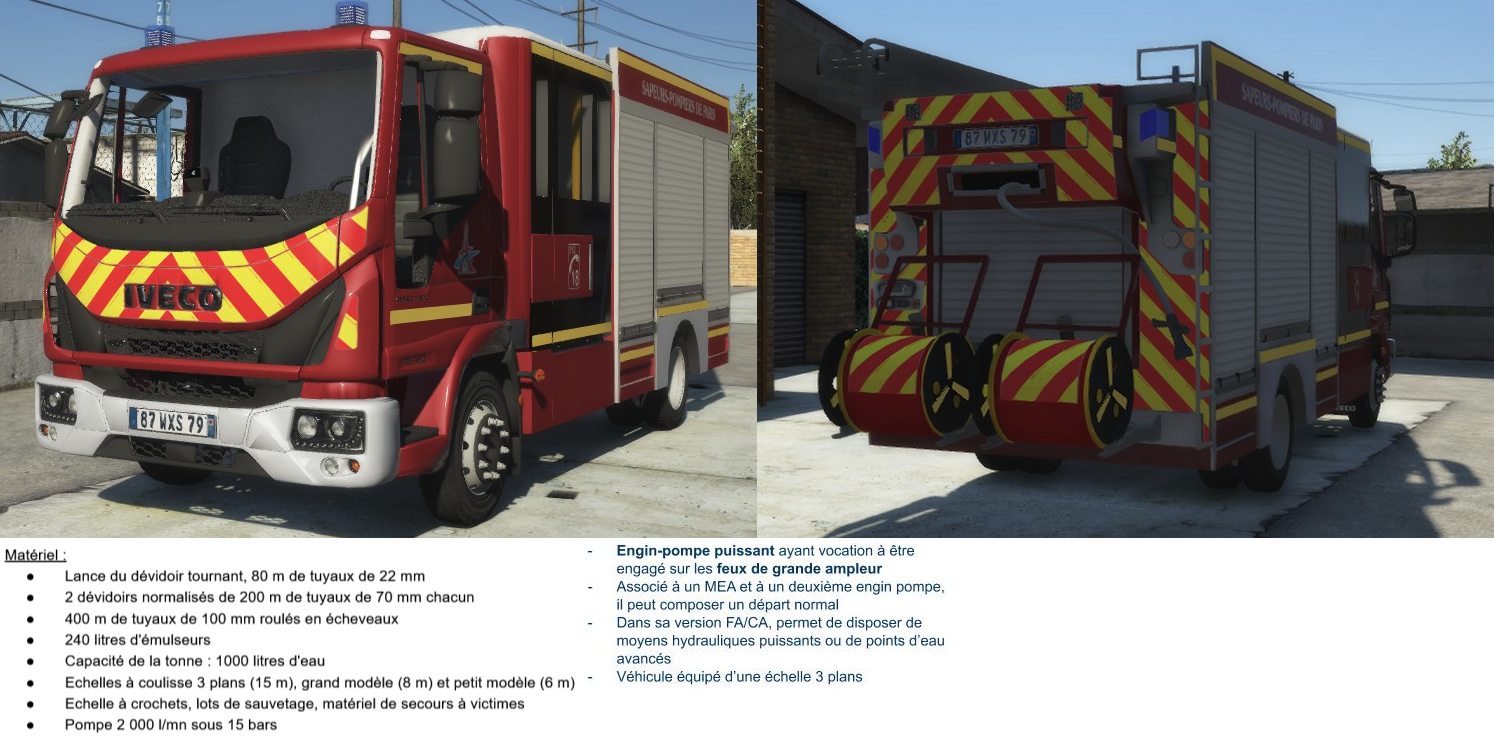 SAPEURS-POMPIERS DE PARIS
18
IVECO
87 WXS 79
SAPEURS-POMPIERS DE PARIS
87 WXS 79
Matériel :
● Lance du dévidoir tournant, 80 m de tuyaux de 22 mm
● 2 dévidoirs normalisés de 200 m de tuyaux de 70 mm chacun
● 400 m de tuyaux de 100 mm roulés en écheveaux
● 240 litres d'émulseurs
● Capacité de la tonne : 1000 litres d'eau
● Echelles à coulisse 3 plans (15 m), grand modèle (8 m) et petit modèle (6 m)
● Echelle à crochets, lots de sauvetage, matériel de secours à victimes
● Pompe 2 000 l/mn sous 15 bars
- Engin-pompe puissant ayant vocation à être
engagé sur les feux de grande ampleur
- Associé à un MEA et à un deuxième engin pompe,
il peut composer un départ normal
- Dans sa version FA/CA, permet de disposer de
moyens hydrauliques puissants ou de points d'eau
avancés
- Véhicule équipé d'une échelle 3 plans